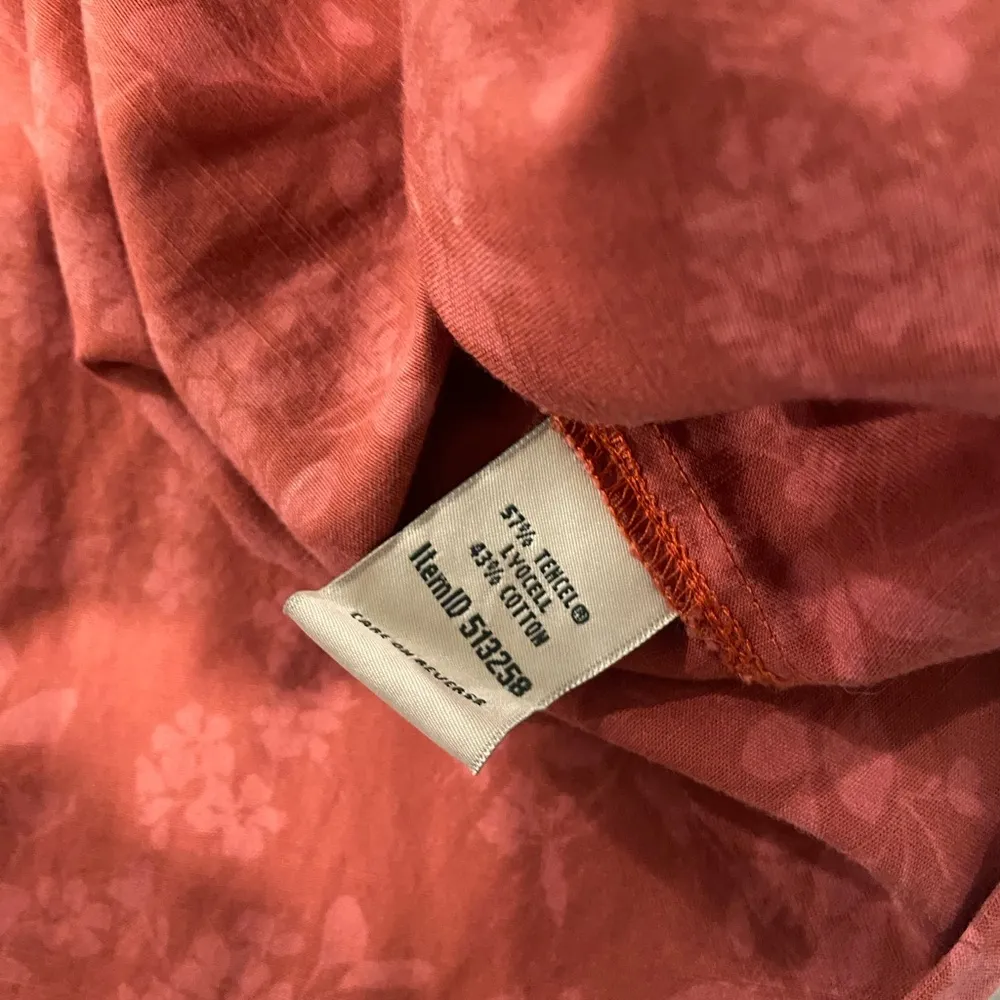 57% TENCEL®
LYOCELL
43% COTTON
ItemID 513258
CARE ON REVERSE